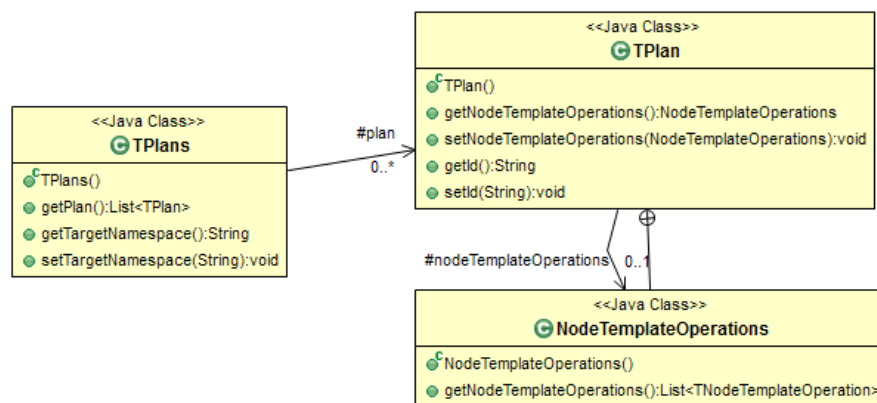 <<Java Class>>
TPlan
TPlan()
getNodeTemplateOperations():NodeTemplateOperations
setNodeTemplateOperations(NodeTemplateOperations):void
getId():String
setId(String):void
<<Java Class>>
TPlans
TPlans()
getPlan():List<TPlan>
getTargetNamespace():String
setTargetNamespace(String):void
#plan
0..*
#nodeTemplateOperations
0..1
<<Java Class>>
NodeTemplateOperations
NodeTemplateOperations()
getNodeTemplateOperations():List<TNodeTemplateOperation>